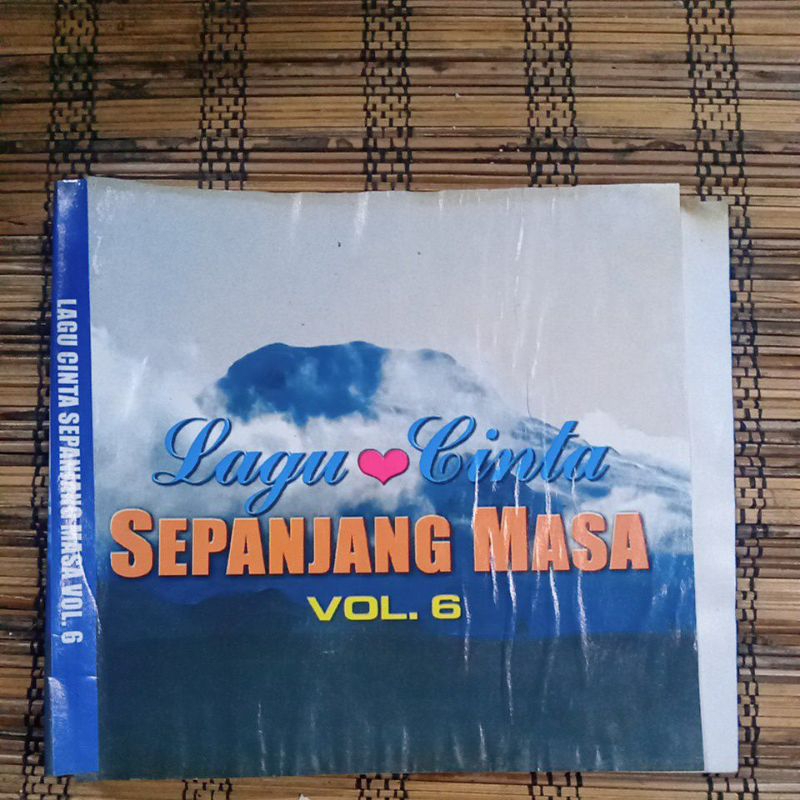 Lagu Cinta
SEPANJANG MASA
VOL. 6
LAGU CINTA SEPANJANG MASA VOL. 6